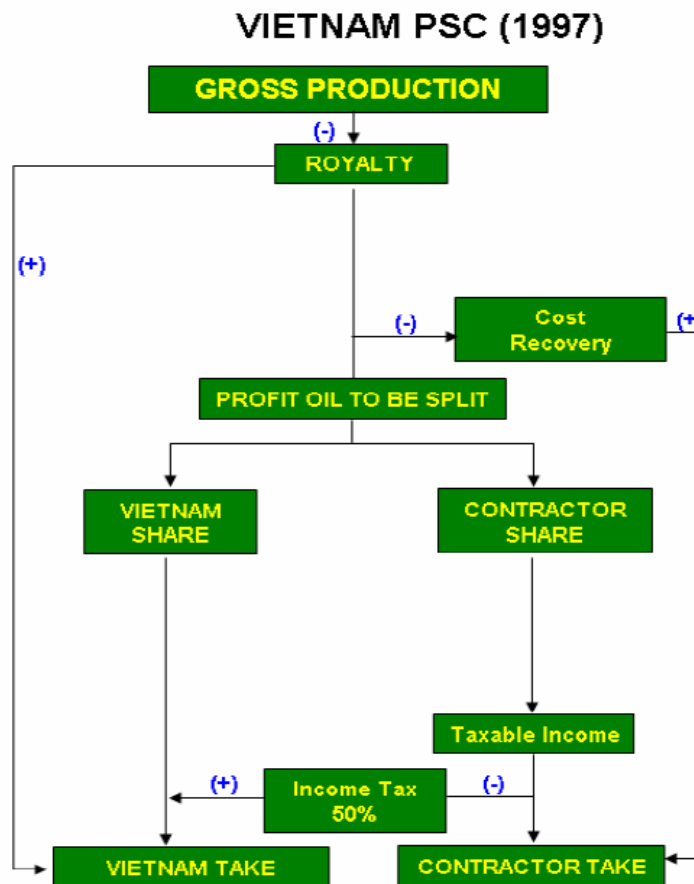 VIETNAM PSC (1997)
GROSS PRODUCTION
(-)
ROYALTY
(+)
(-)
Cost
Recovery
(+
PROFIT OIL TO BE SPLIT
VIETNAM
SHARE
CONTRACTOR
SHARE
Taxable Income
(+)
Income Tax
50%
(-)
VIETNAM TAKE
CONTRACTOR TAKE